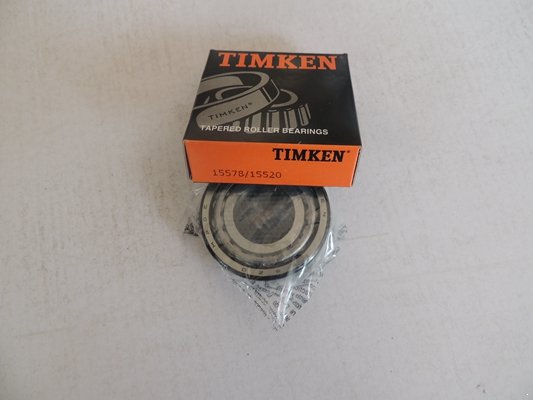 TIMKEN
TIMKEN®
TAPERED ROLLER BEARINGS
TIMKEN®
15578/15520